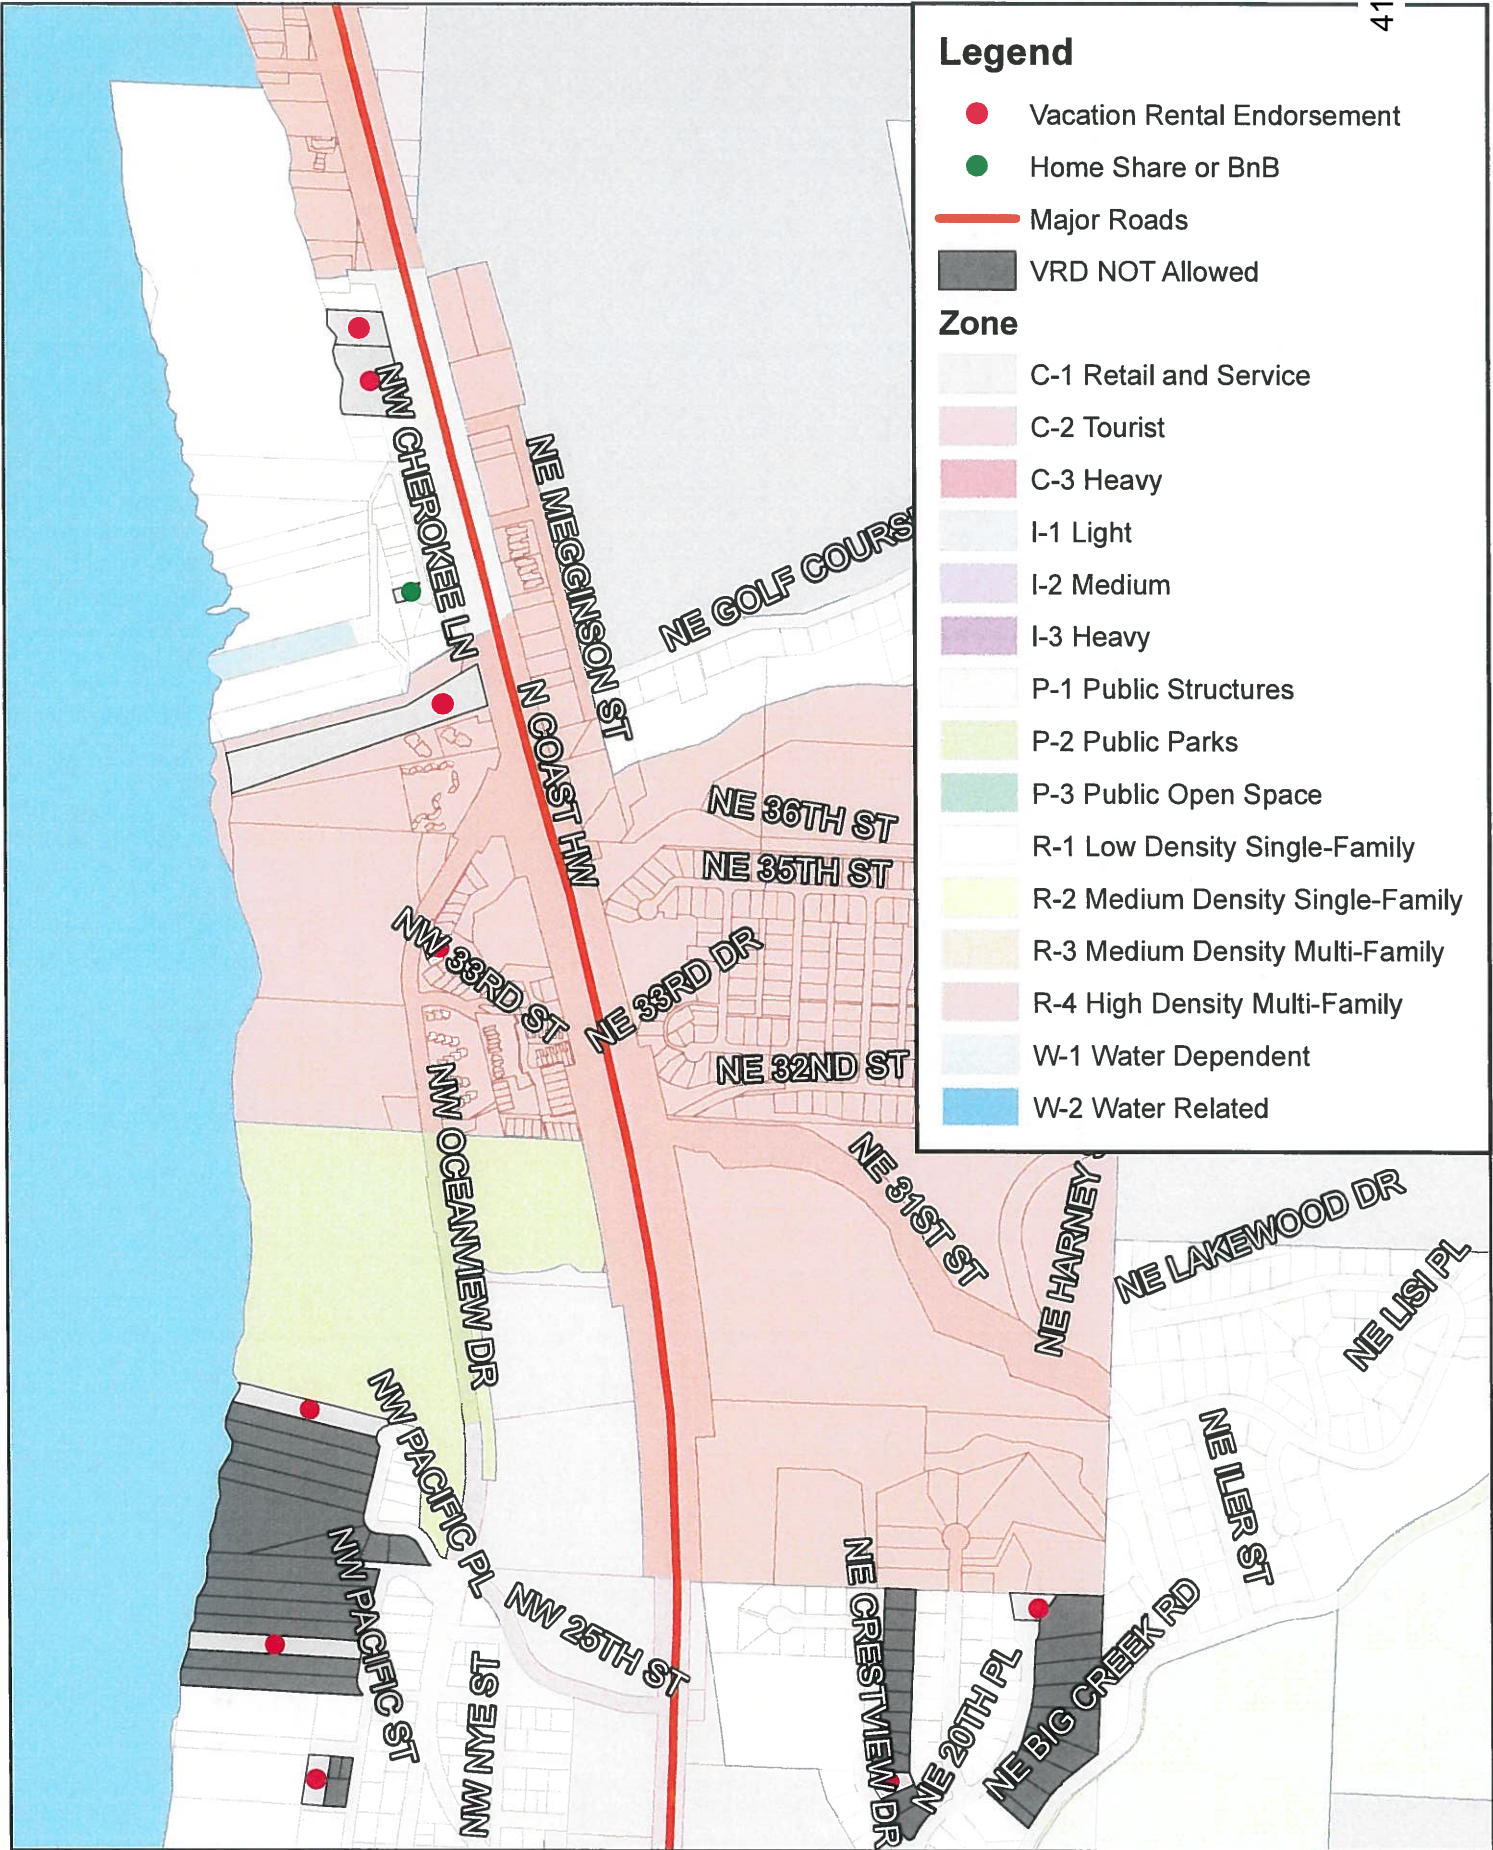 41
Legend
Vacation Rental Endorsement
Home Share or BnB
Major Roads
VRD NOT Allowed
Zone
C-1 Retail and Service
C-2 Tourist
C-3 Heavy
I-1 Light
I-2 Medium
I-3 Heavy
P-1 Public Structures
P-2 Public Parks
P-3 Public Open Space
R-1 Low Density Single-Family
R-2 Medium Density Single-Family
R-3 Medium Density Multi-Family
R-4 High Density Multi-Family
W-1 Water Dependent
W-2 Water Related
NW CHEROKEE LN
NE MEGGINSON ST
NE GOLF COURS
N COAST HW
NE 36TH ST
NE 35TH ST
NW 33RD ST
NE 33RD DR
NE 32ND ST
NW OCEANVIEW DR
NE 31ST ST
NE HARNEY
NE LAKEWOOD DR
NE LISI PL
NW PACIFIC PL
NE ILER ST
NW PACIFIC ST
NW 25TH ST
NW NYE ST
NE CRESTVIEW DR
NE 20TH PL
NE BIG CREEK RD